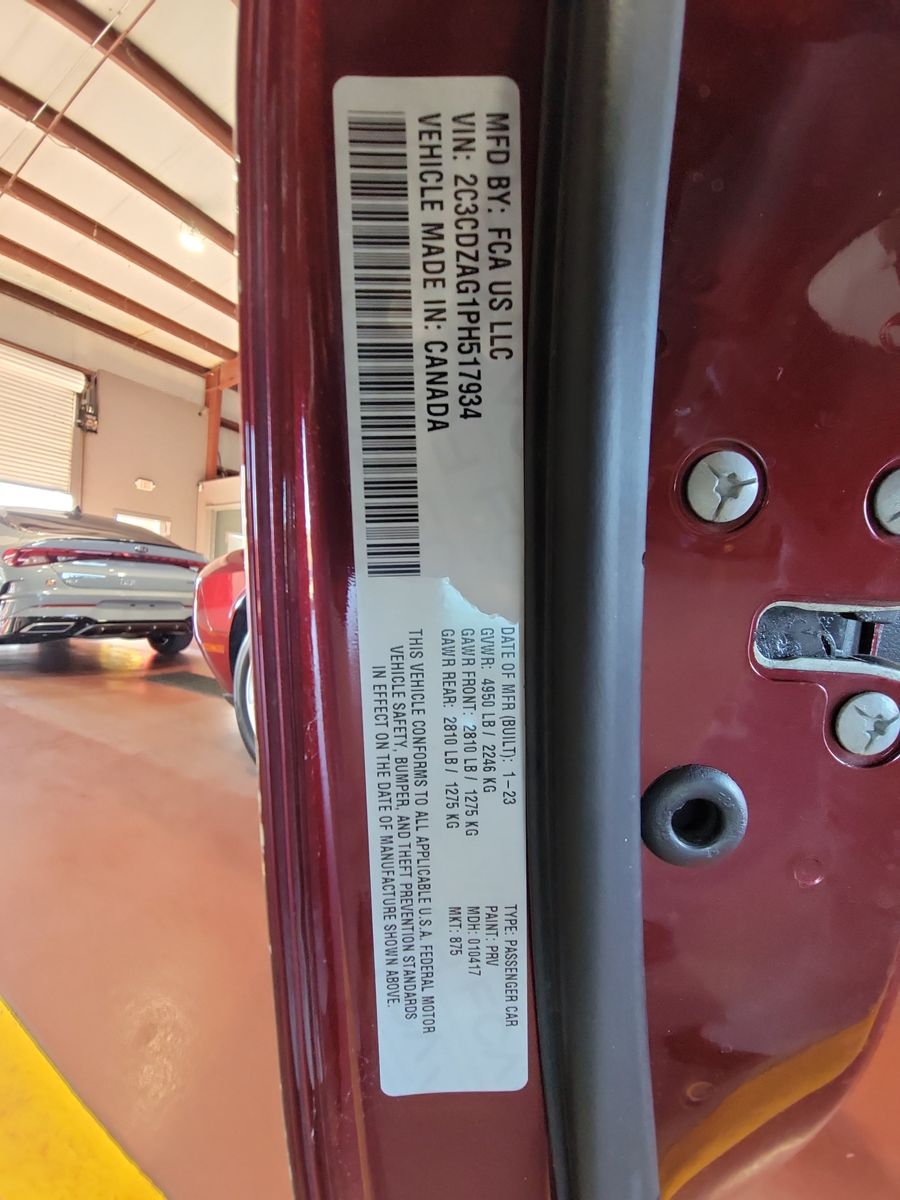 MFD BY: FCA US LLC
VIN: 2C3CDZAG1PH517934
VEHICLE MADE IN: CANADA
DATE OF MFR (BUILT): 1-23
GVWR: 4950 LB / 2246 KG
GAWR FRONT: 2810 LB / 1275 KG
GAWR REAR: 2810 LB / 1275 KG
THIS VEHICLE CONFORMS TO ALL APPLICABLE U.S.A. FEDERAL MOTOR
VEHICLE SAFETY, BUMPER, AND THEFT PREVENTION STANDARDS
IN EFFECT ON THE DATE OF MANUFACTURE SHOWN ABOVE.
TYPE: PASSENGER CAR
PAINT: PRV
MDH: 010417
MKT: 875